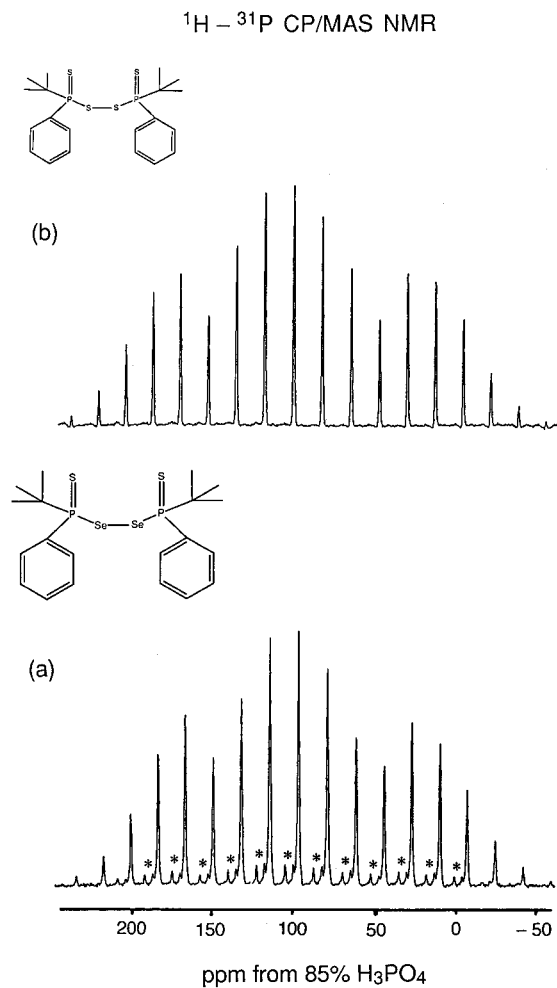 ¹H – ³¹P CP/MAS NMR
S S
P P
S S
(b)
S S
P P
Se Se
(a)
* * * * * * * * * * * *
200 150 100 50 0 – 50
ppm from 85% H₃PO₄